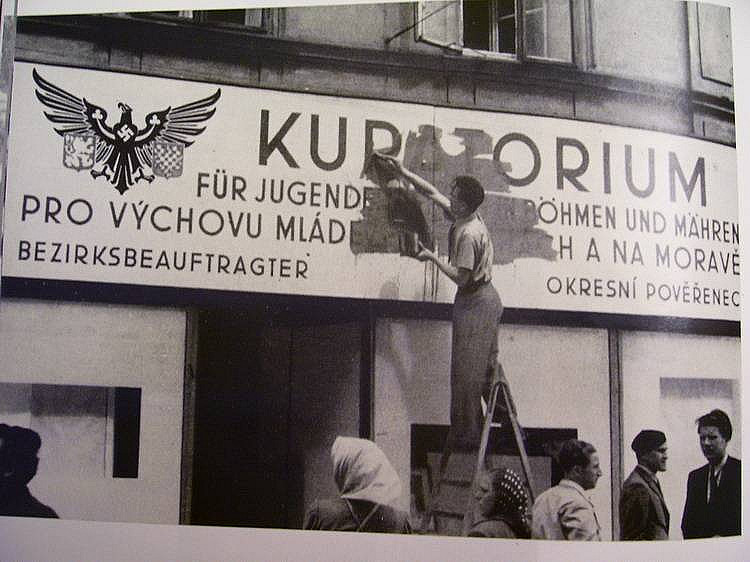 KUR ORIUM
FÜR JUGENDE ÖHMEN UND MÄHREN
PRO VÝCHOVU MLÁD H A NA MORAVĚ
BEZIRKSBEAUFTRAGTER
OKRESNÍ POVĚŘENEC